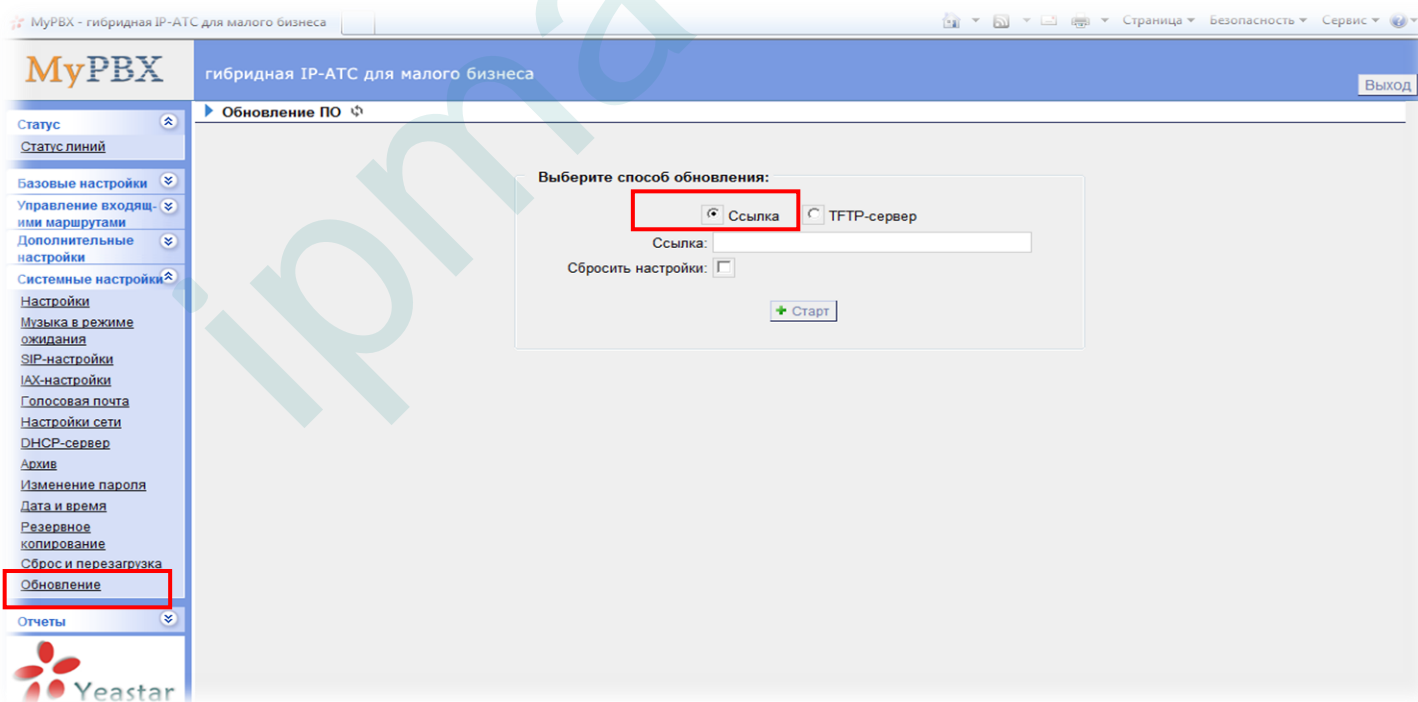 MyPBX - гибридная IP-АТС для малого бизнеса
Страница Безопасность Сервис
MyPBX
гибридная IP-АТС для малого бизнеса
Выход
Статус
Статус линий
Базовые настройки
Управление входящ-
ими маршрутами
Дополнительные
настройки
Системные настройки
Настройки
Музыка в режиме
ожидания
SIP-настройки
IAX-настройки
Голосовая почта
Настройки сети
DHCP-сервер
Архив
Изменение пароля
Дата и время
Резервное
копирование
Сброс и перезагрузка
Обновление
Отчеты
Yeastar
Обновление ПО
Выберите способ обновления:
Ссылка TFTP-сервер
Ссылка:
Сбросить настройки:
Старт
ipma